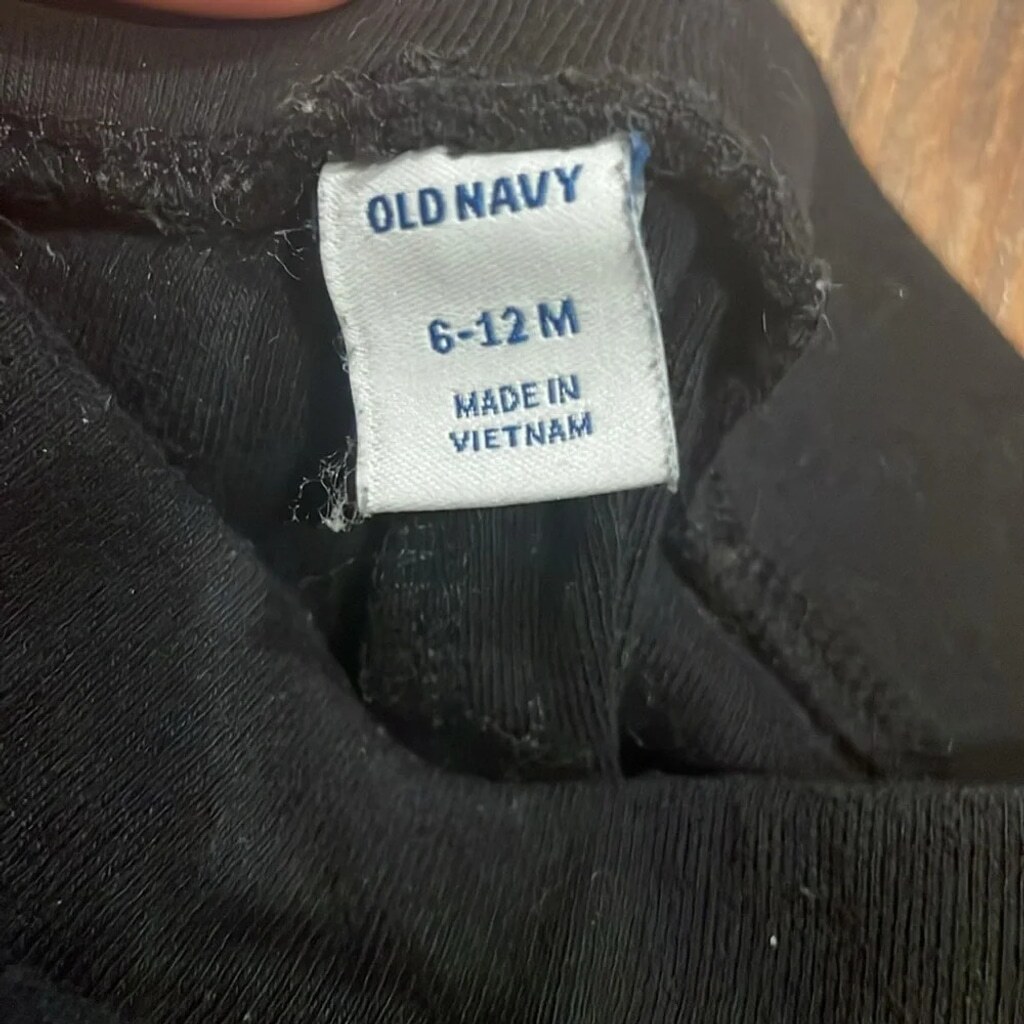 OLD NAVY
6-12 M
MADE IN
VIETNAM